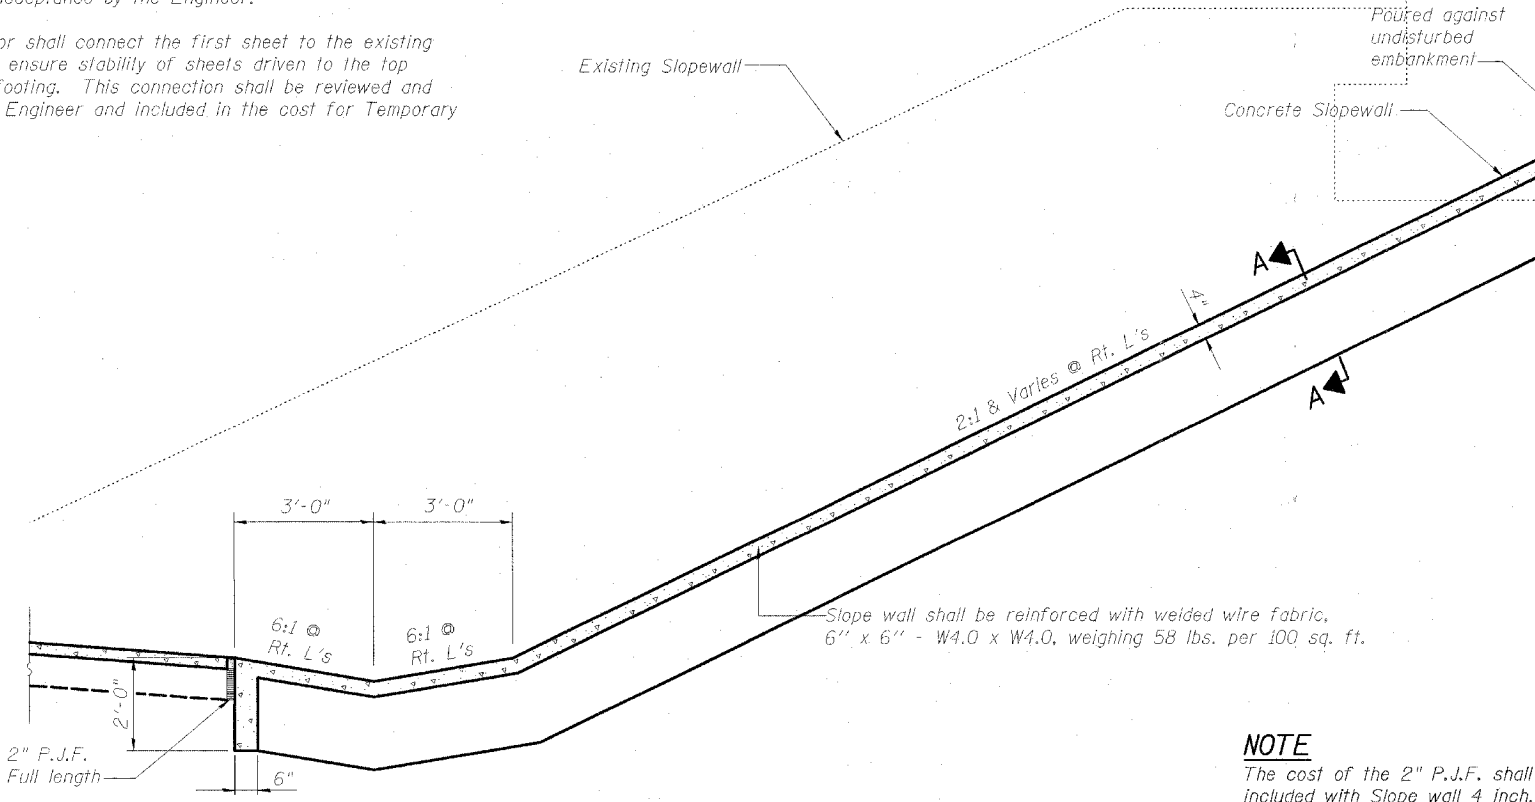 acceptance by the Engineer.
or shall connect the first sheet to the existing
ensure stability of sheets driven to the top
footing. This connection shall be reviewed and
Engineer and included in the cost for Temporary
Existing Slopewall
Poured against
undisturbed
embankment
Concrete Slopewall
A
4"
2:1 & Varies @ Rt. L's
A
3'-0"
3'-0"
6:1 @
Rt. L's
6:1 @
Rt. L's
Slope wall shall be reinforced with welded wire fabric,
6" x 6" - W4.0 x W4.0, weighing 58 lbs. per 100 sq. ft.
2'-0"
2" P.J.F.
Full length
6"
NOTE
The cost of the 2" P.J.F. shall
included with Slope wall 4 inch.